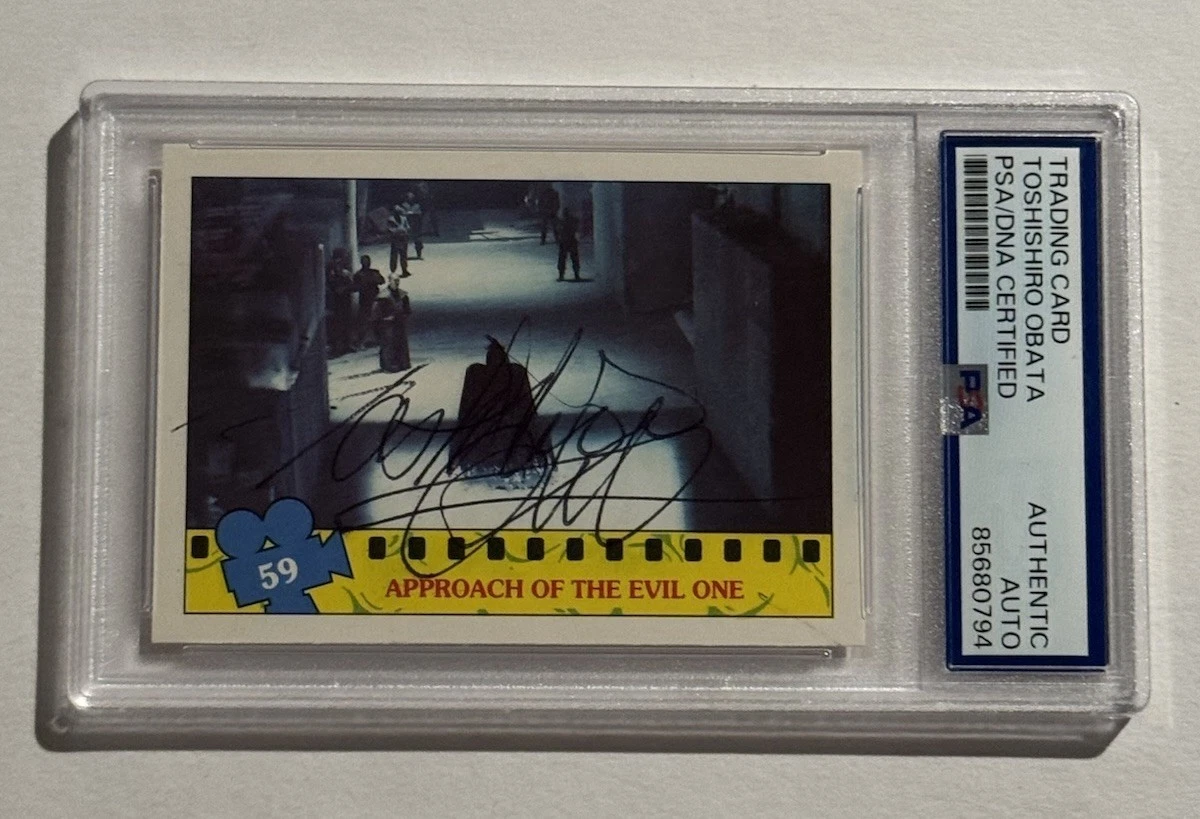 59
APPROACH OF THE EVIL ONE
TRADING CARD
TOSHISHIRO OBATA
PSA/DNA CERTIFIED
PSA
AUTHENTIC
AUTO
85680794